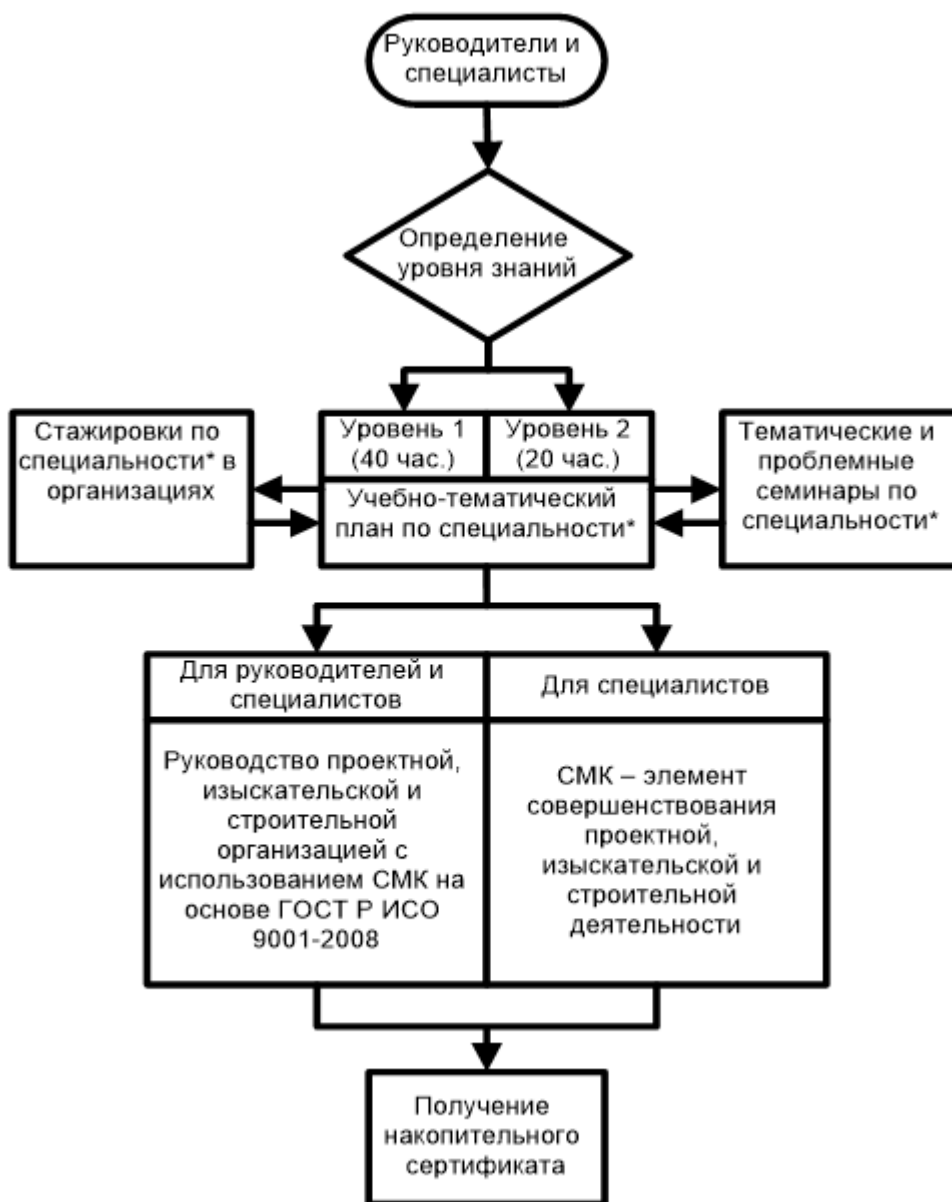 Руководители и
специалисты
Определение
уровня знаний
Стажировки по
специальности* в
организациях
Уровень 1
(40 час.)
Уровень 2
(20 час.)
Учебно-тематический
план по специальности*
Тематические и
проблемные
семинары по
специальности*
Для руководителей и
специалистов
Для специалистов
Руководство проектной,
изыскательской и
строительной
организацией с
использованием СМК на
основе ГОСТ Р ИСО
9001-2008
СМК – элемент
совершенствования
проектной,
изыскательской и
строительной
деятельности
Получение
накопительного
сертификата